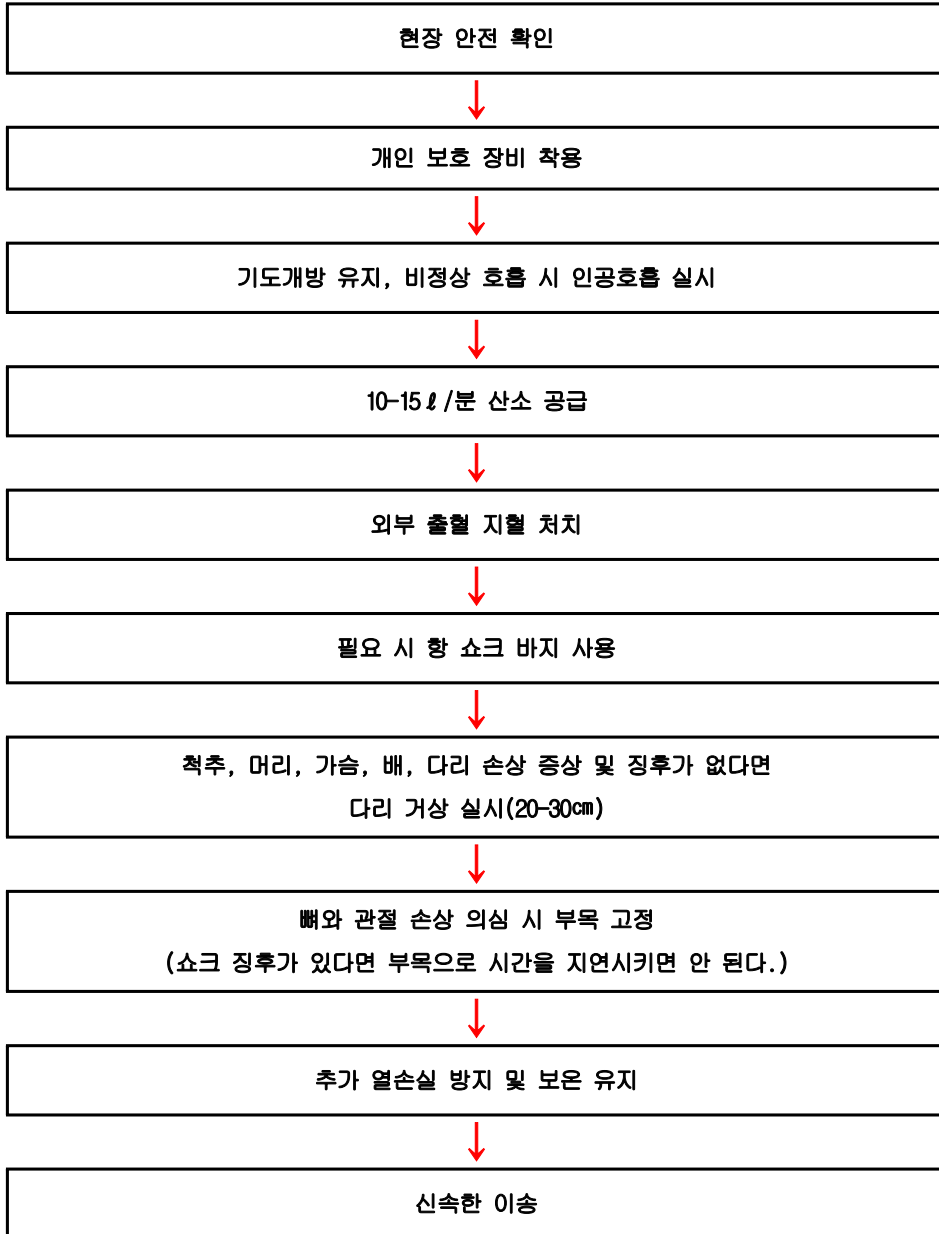 현장 안전 확인
개인 보호 장비 착용
기도개방 유지, 비정상 호흡 시 인공호흡 실시
10-15ℓ/분 산소 공급
외부 출혈 지혈 처치
필요 시 항 쇼크 바지 사용
척추, 머리, 가슴, 배, 다리 손상 증상 및 징후가 없다면
다리 거상 실시(20-30㎝)
뼈와 관절 손상 의심 시 부목 고정
(쇼크 징후가 있다면 부목으로 시간을 지연시키면 안 된다.)
추가 열손실 방지 및 보온 유지
신속한 이송